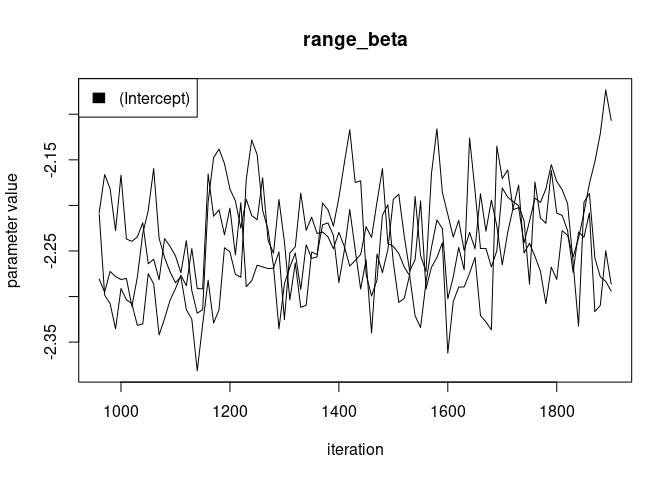 range_beta
(Intercept)
parameter value
-2.15
-2.25
-2.35
1000 1200 1400 1600 1800
iteration